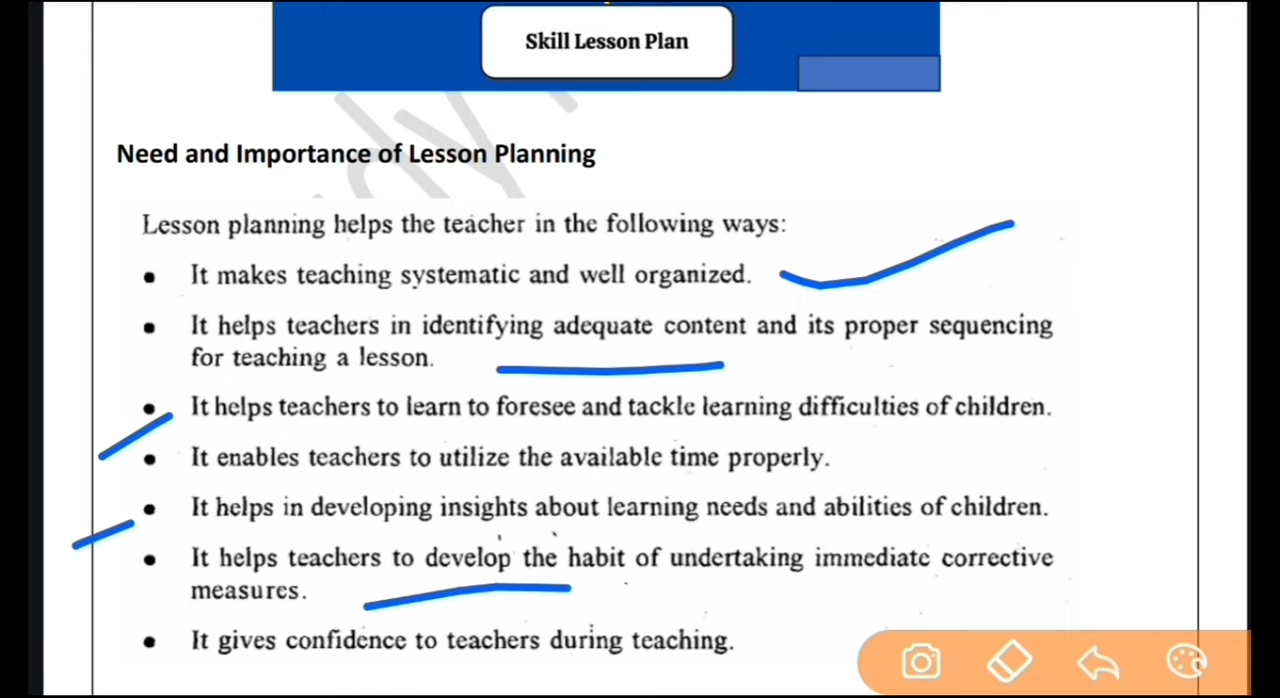 Skill Lesson Plan
Need and Importance of Lesson Planning
Lesson planning helps the teacher in the following ways:
• It makes teaching systematic and well organized.
• It helps teachers in identifying adequate content and its proper sequencing
for teaching a lesson.
• It helps teachers to learn to foresee and tackle learning difficulties of children.
• It enables teachers to utilize the available time properly.
• It helps in developing insights about learning needs and abilities of children.
• It helps teachers to develop the habit of undertaking immediate corrective
measures.
• It gives confidence to teachers during teaching.